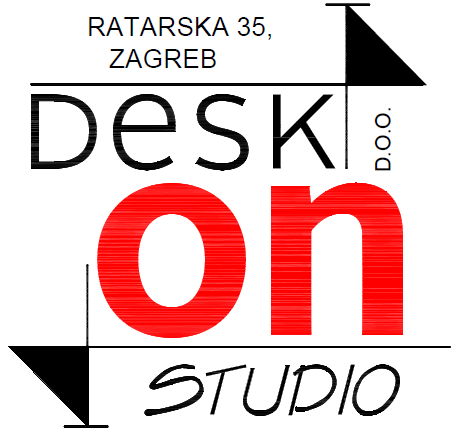 RATARSKA 35,
ZAGREB
DesK
D.O.O.
on
STUDIO